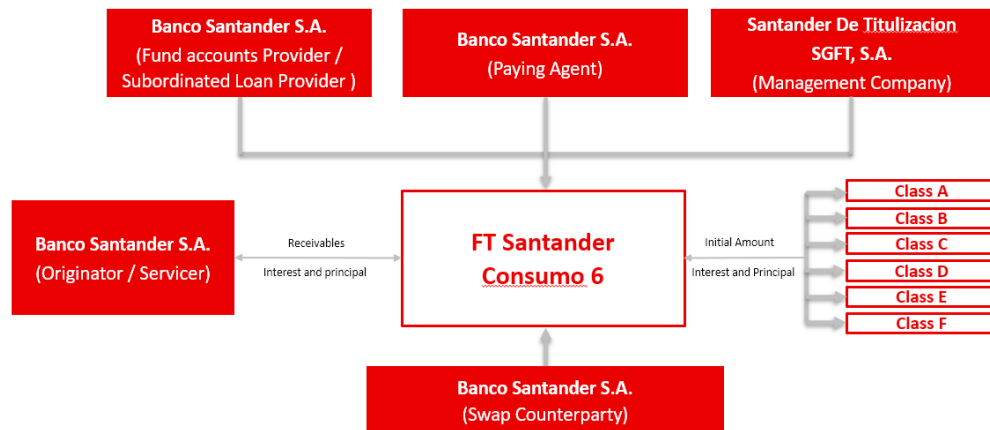 Banco Santander S.A.
(Fund accounts Provider /
Subordinated Loan Provider )
Banco Santander S.A.
(Paying Agent)
Santander De Titulizacion
SGFT, S.A.
(Management Company)
Banco Santander S.A.
(Originator / Servicer)
Receivables
Interest and principal
FT Santander
Consumo 6
Initial Amount
Interest and Principal
Class A
Class B
Class C
Class D
Class E
Class F
Banco Santander S.A.
(Swap Counterparty)